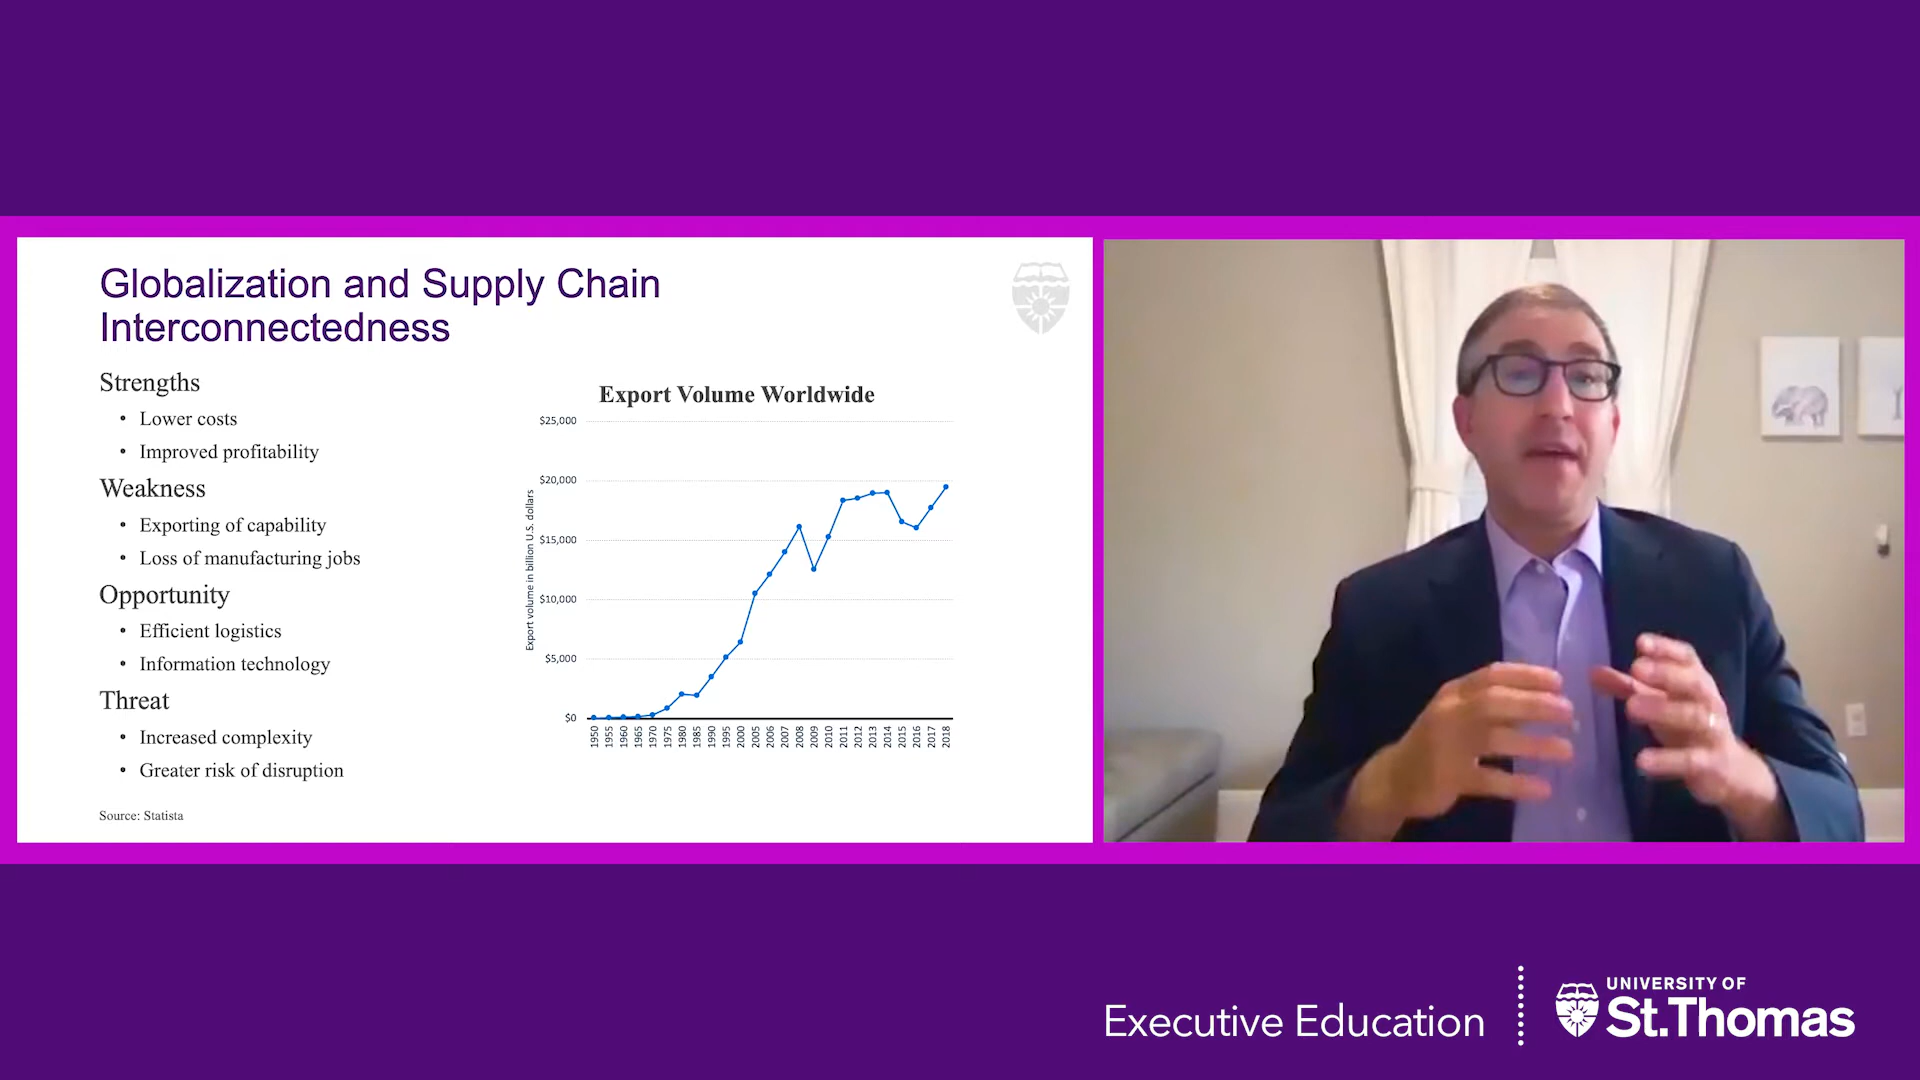 Globalization and Supply Chain
Interconnectedness
Strengths
• Lower costs
• Improved profitability
Weakness
• Exporting of capability
• Loss of manufacturing jobs
Opportunity
• Efficient logistics
• Information technology
Threat
• Increased complexity
• Greater risk of disruption
Source: Statista
Export Volume Worldwide
Export volume in billion U.S. dollars
$25,000
$20,000
$15,000
$10,000
$5,000
$0
1950
1955
1960
1965
1970
1975
1980
1985
1990
1995
2000
2005
2006
2007
2008
2009
2010
2011
2012
2013
2014
2015
2016
2017
2018
Executive Education
UNIVERSITY OF
St.Thomas